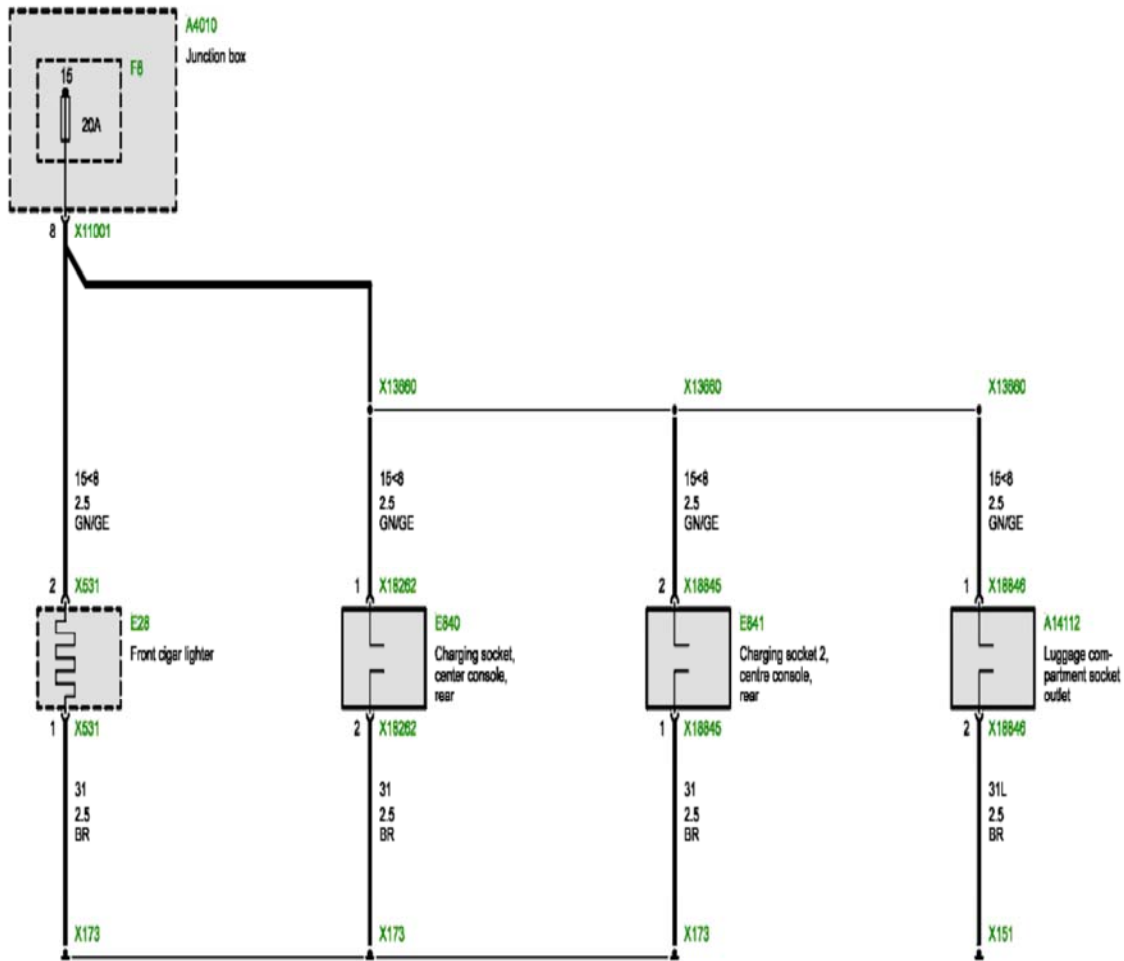 A4010
Junction box
F8
15
20A
8 X11001
X13660 X13660 X13660
15<8 15<8 15<8 15<8
2.5 2.5 2.5 2.5
GN/GE GN/GE GN/GE GN/GE
2 X531 1 X18262 2 X18845 1 X18846
E28 E840 E841 A14112
Front cigar lighter
Charging socket,
center console,
rear
Charging socket 2,
centre console,
rear
Luggage com-
partment socket
outlet
1 X531 2 X18262 1 X18845 2 X18846
31 31 31 31L
2.5 2.5 2.5 2.5
BR BR BR BR
X173 X173 X173 X151